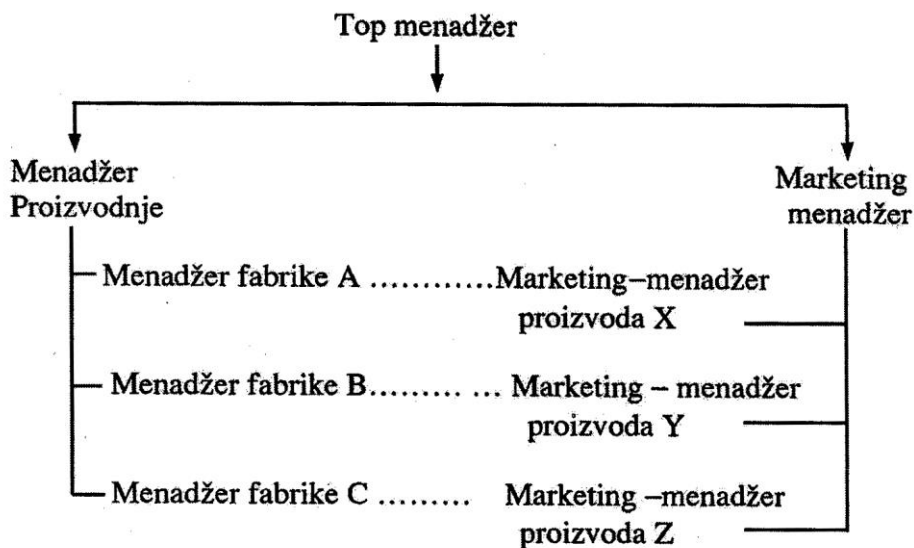 Top menadžer
Menadžer
Proizvodnje
Marketing
menadžer
Menadžer fabrike A ............Marketing–menadžer
proizvoda X
Menadžer fabrike B......... ... Marketing – menadžer
proizvoda Y
Menadžer fabrike C ......... Marketing –menadžer
proizvoda Z